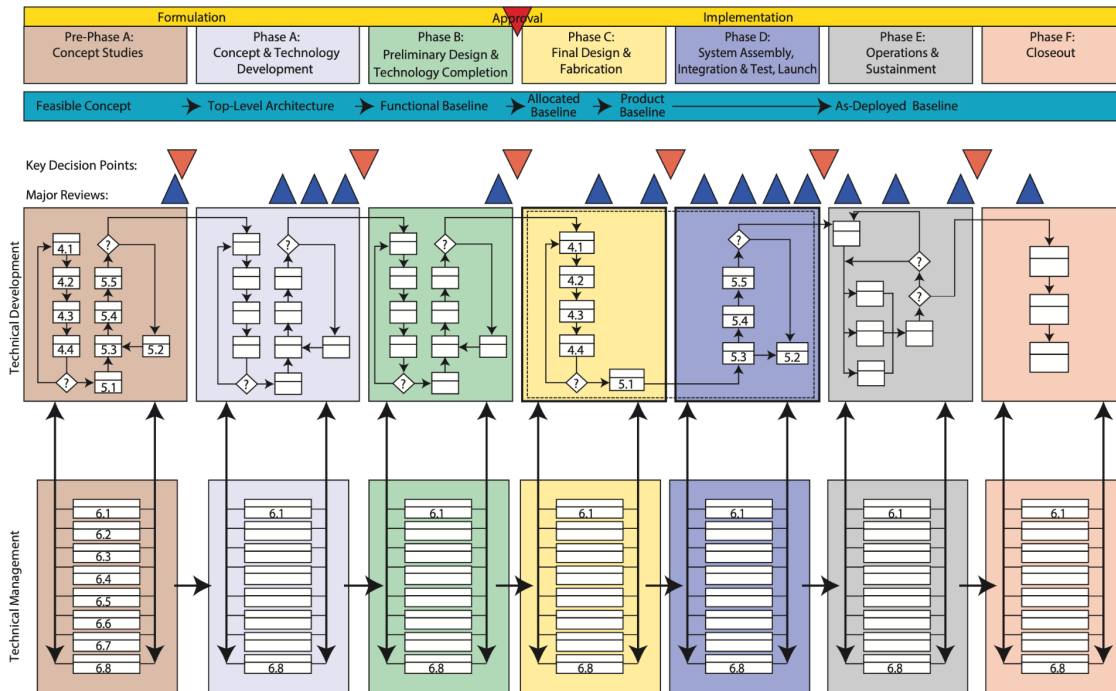 Formulation
Approval
Implementation
Pre-Phase A:
Concept Studies
Phase A:
Concept & Technology
Development
Phase B:
Preliminary Design &
Technology Completion
Phase C:
Final Design &
Fabrication
Phase D:
System Assembly,
Integration & Test, Launch
Phase E:
Operations &
Sustainment
Phase F:
Closeout
Feasible Concept
Top-Level Architecture
Functional Baseline
Allocated
Baseline
Product
Baseline
As-Deployed Baseline
Key Decision Points:
Major Reviews:
Technical Development
4.1
4.2
4.3
4.4
?
?
5.5
5.4
5.3
5.2
5.1
?
?
?
?
?
4.1
4.2
4.3
4.4
?
5.1
?
5.5
5.4
5.3
5.2
?
?
Technical Management
6.1
6.2
6.3
6.4
6.5
6.6
6.7
6.8
6.1
6.8
6.1
6.8
6.1
6.8
6.1
6.8
6.1
6.8
6.1
6.8